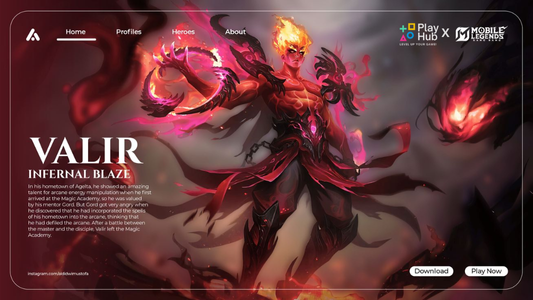 Home Profiles Heroes About
Play Hub X MOBILE LEGENDS
LEVEL UP YOUR GAME!
VALIR
INFERNAL BLAZE
In his hometown of Agelta, he showed an amazing
talent for arcane energy manipulation when he first
arrived at the Magic Academy, so he was valued
by his mentor Gord. But Gord got very angry when
he discovered that he had incorporated the spells
of his hometown into the arcane, thinking that
he had defiled the arcane. After a battle between
the master and the disciple, Valir left the Magic
Academy.
Download Play Now